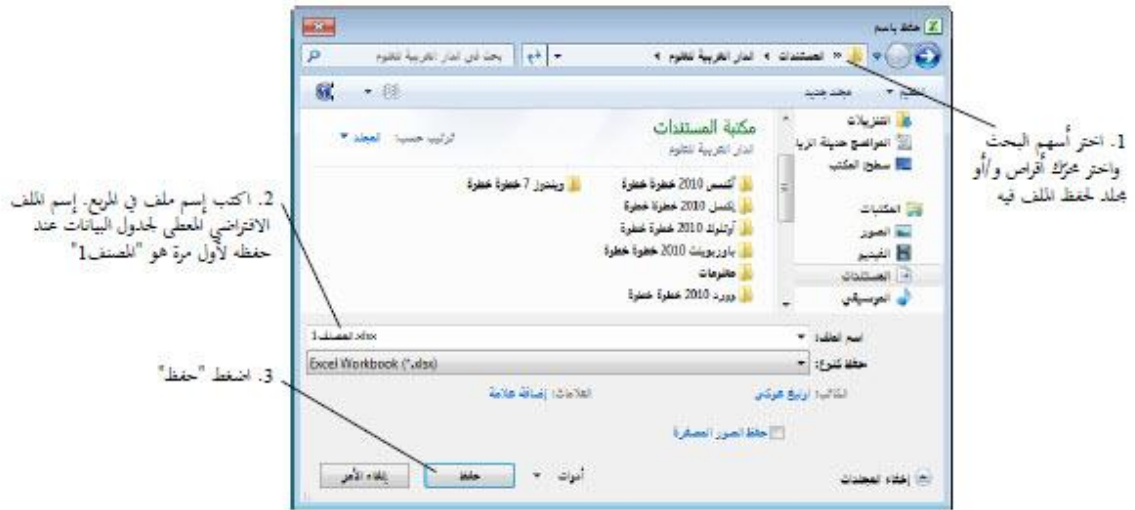 حفظ باسم
« المستندات › الدار العربية للعلوم ›
بحث في الدار العربية للعلوم
تنظيم
مجلد جديد
التنزيلات
المواضع حديثة الزيا
سطح المكتب
المكتبات
الصور
الفيديو
المستندات
الموسيقى
مكتبة المستندات
الدار العربية للعلوم
ترتيب حسب: المجلد
أكسس 2010 خطوة خطوة
إكسل 2010 خطوة خطوة
أوتلوك 2010 خطوة خطوة
باوربوينت 2010 خطوة خطوة
معلومات
وورد 2010 خطوة خطوة
ويندوز 7 خطوة خطوة
اسم الملف:
المصنف1.xlsx
حفظ كنوع:
Excel Workbook (*.xlsx)
الكاتب:
العلامات: إضافة علامة
حفظ الصور المصغرة
إخفاء المجلدات
أدوات
حفظ
إلغاء الأمر
1. اختر أسهم البحث
واختر محرّك أقراص و/أو
مجلد لحفظ الملف فيه
2. اكتب إسم ملف في المربع. إسم الملف
الافتراضي المعطى لجدول البيانات عند
حفظه لأول مرة هو "المصنف1"
3. اضغط "حفظ"